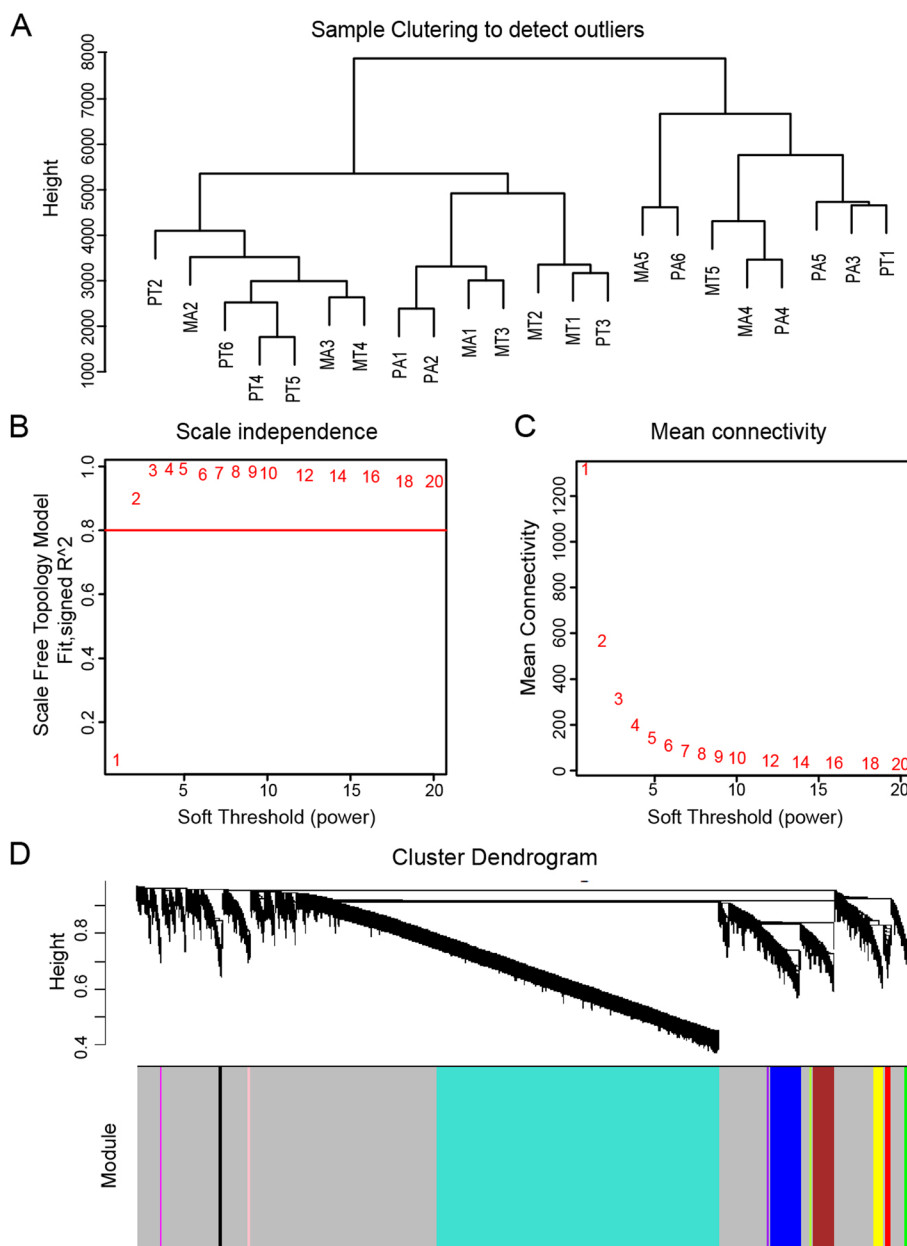 A
Sample Clutering to detect outliers
Height
8000
7000
6000
5000
4000
3000
2000
1000
PT2
MA2
PT6
PT4
PT5
MA3
MT4
PA1
PA2
MA1
MT3
MT2
MT1
PT3
MA5
PA6
MT5
MA4
PA4
PA5
PA3
PT1
B
Scale independence
Scale Free Topology Model
Fit,signed R^2
1.0
0.8
0.6
0.4
0.2
1
2
3
4
5
6
7
8
9
10
12
14
16
18
20
5
10
15
20
Soft Threshold (power)
C
Mean connectivity
Mean Connectivity
1200
1000
800
600
400
200
0
1
2
3
4
5
6
7
8
9
10
12
14
16
18
20
5
10
15
20
Soft Threshold (power)
D
Cluster Dendrogram
Height
0.8
0.6
0.4
Module